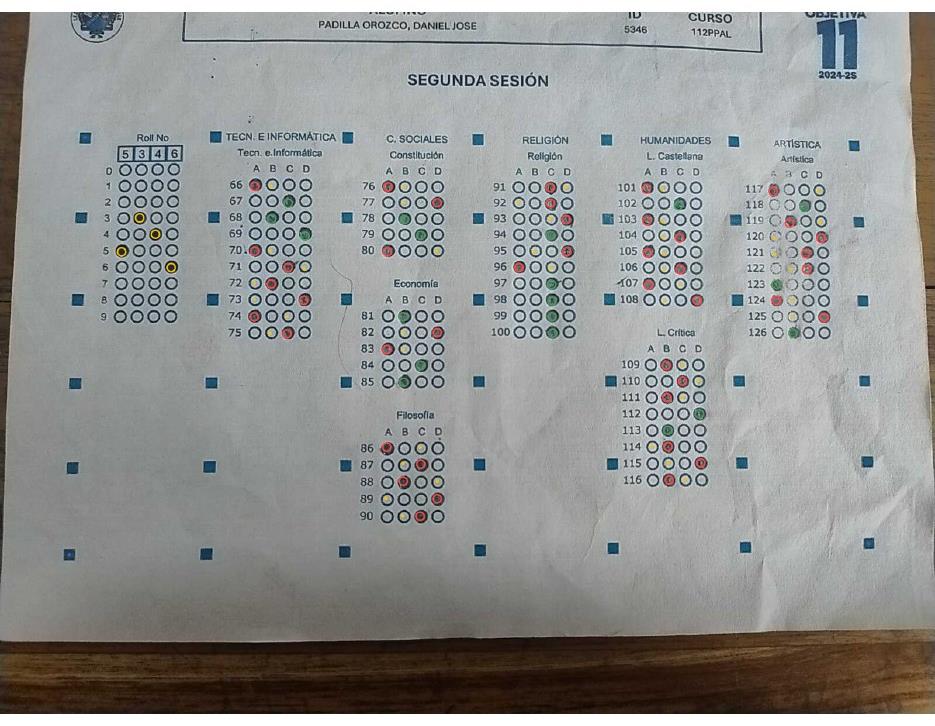 PADILLA OROZCO, DANIEL JOSE
ID
5346
CURSO
112PPAL
OBJETIVA
11
2024-2S
SEGUNDA SESIÓN
Roll No
5 3 4 6
0
1
2
3
4
5
6
7
8
9
TECN. E INFORMÁTICA
Tecn. e.Informática
A B C D
66
67
68
69
70
71
72
73
74
75
C. SOCIALES
Constitución
A B C D
76
77
78
79
80
Economía
A B C D
81
82
83
84
85
Filosofía
A B C D
86
87
88
89
90
RELIGIÓN
Religión
A B C D
91
92
93
94
95
96
97
98
99
100
HUMANIDADES
L. Castellana
A B C D
101
102
103
104
105
106
107
108
L. Crítica
A B C D
109
110
111
112
113
114
115
116
ARTÍSTICA
Artística
A B C D
117
118
119
120
121
122
123
124
125
126